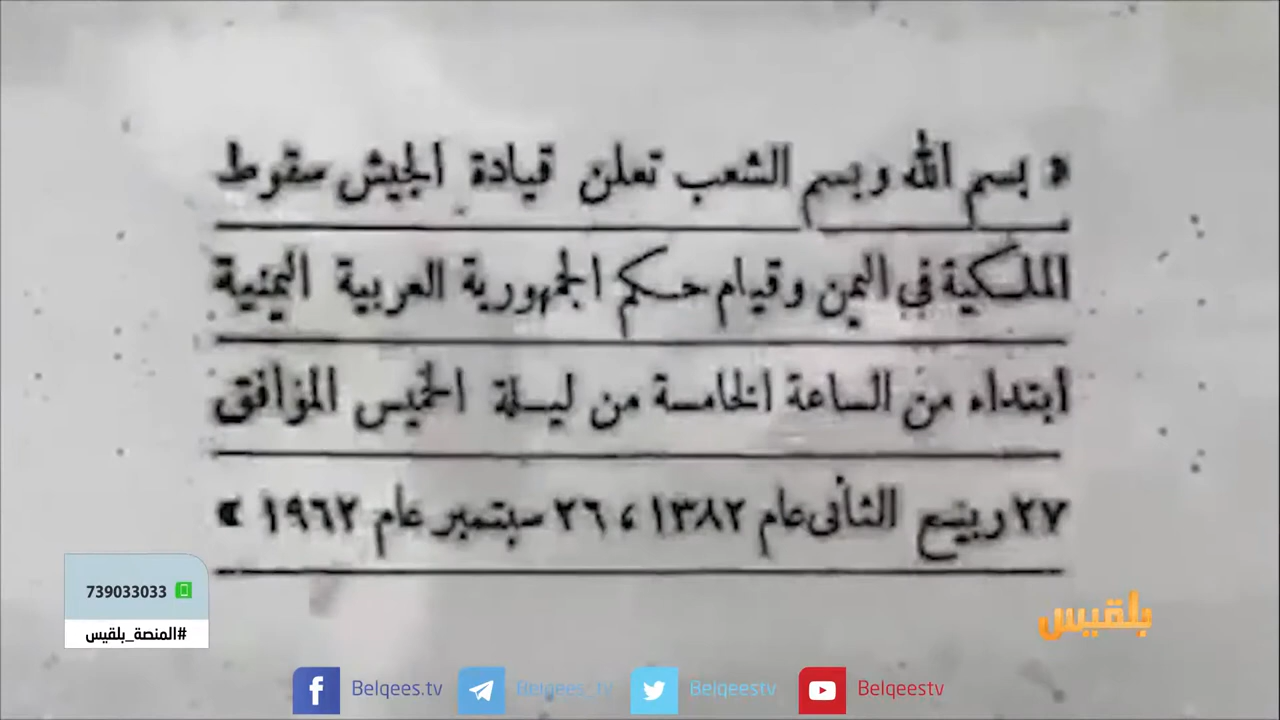 « بسم الله وبسم الشعب تعلن قيادة الجيش سقوط
الملكية في اليمن وقيام حكم الجمهورية العربية اليمنية
ابتداء من الساعة الخامسة من ليلة الخميس الموافق
٢٧ ربيع الثانى عام ١٣٨٢ ، ٢٦ سبتمبر عام ١٩٦٢ »
739033033
#المنصة_بلقيس
بلقيس
Belqees.tv
Belqees_tv
Belqeestv
Belqeestv